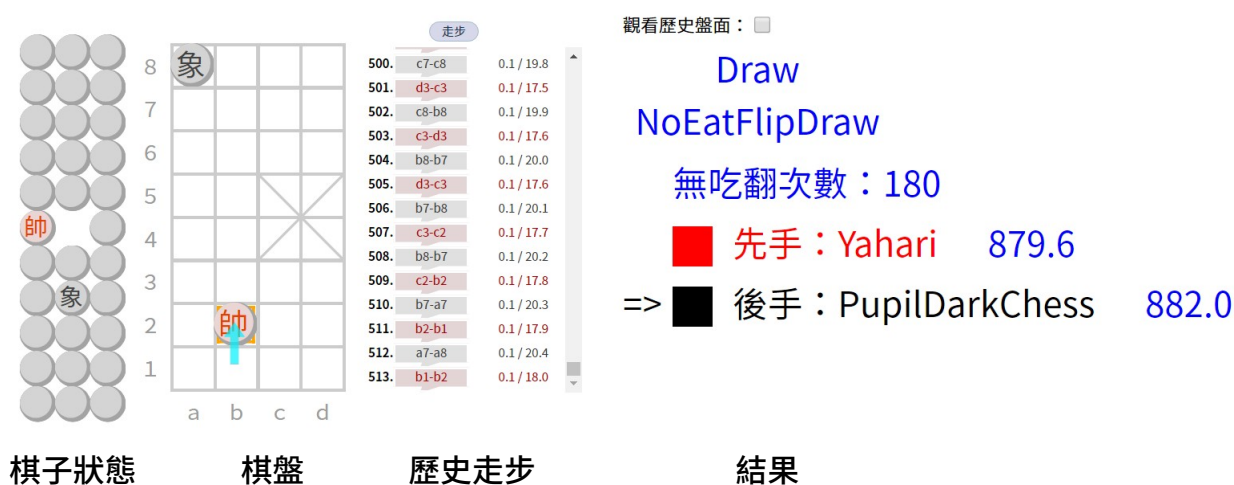 觀看歷史盤面：
走步
Draw
NoEatFlipDraw
無吃翻次數：180
先手：Yahari 879.6
=> 後手：PupilDarkChess 882.0
帥
象
8
7
6
5
4
3
2
1
象
帥
a b c d
500. c7-c8 0.1 / 19.8
501. d3-c3 0.1 / 17.5
502. c8-b8 0.1 / 19.9
503. c3-d3 0.1 / 17.6
504. b8-b7 0.1 / 20.0
505. d3-c3 0.1 / 17.6
506. b7-b8 0.1 / 20.1
507. c3-c2 0.1 / 17.7
508. b8-b7 0.1 / 20.2
509. c2-b2 0.1 / 17.8
510. b7-a7 0.1 / 20.3
511. b2-b1 0.1 / 17.9
512. a7-a8 0.1 / 20.4
513. b1-b2 0.1 / 18.0
棋子狀態 棋盤 歷史走步 結果